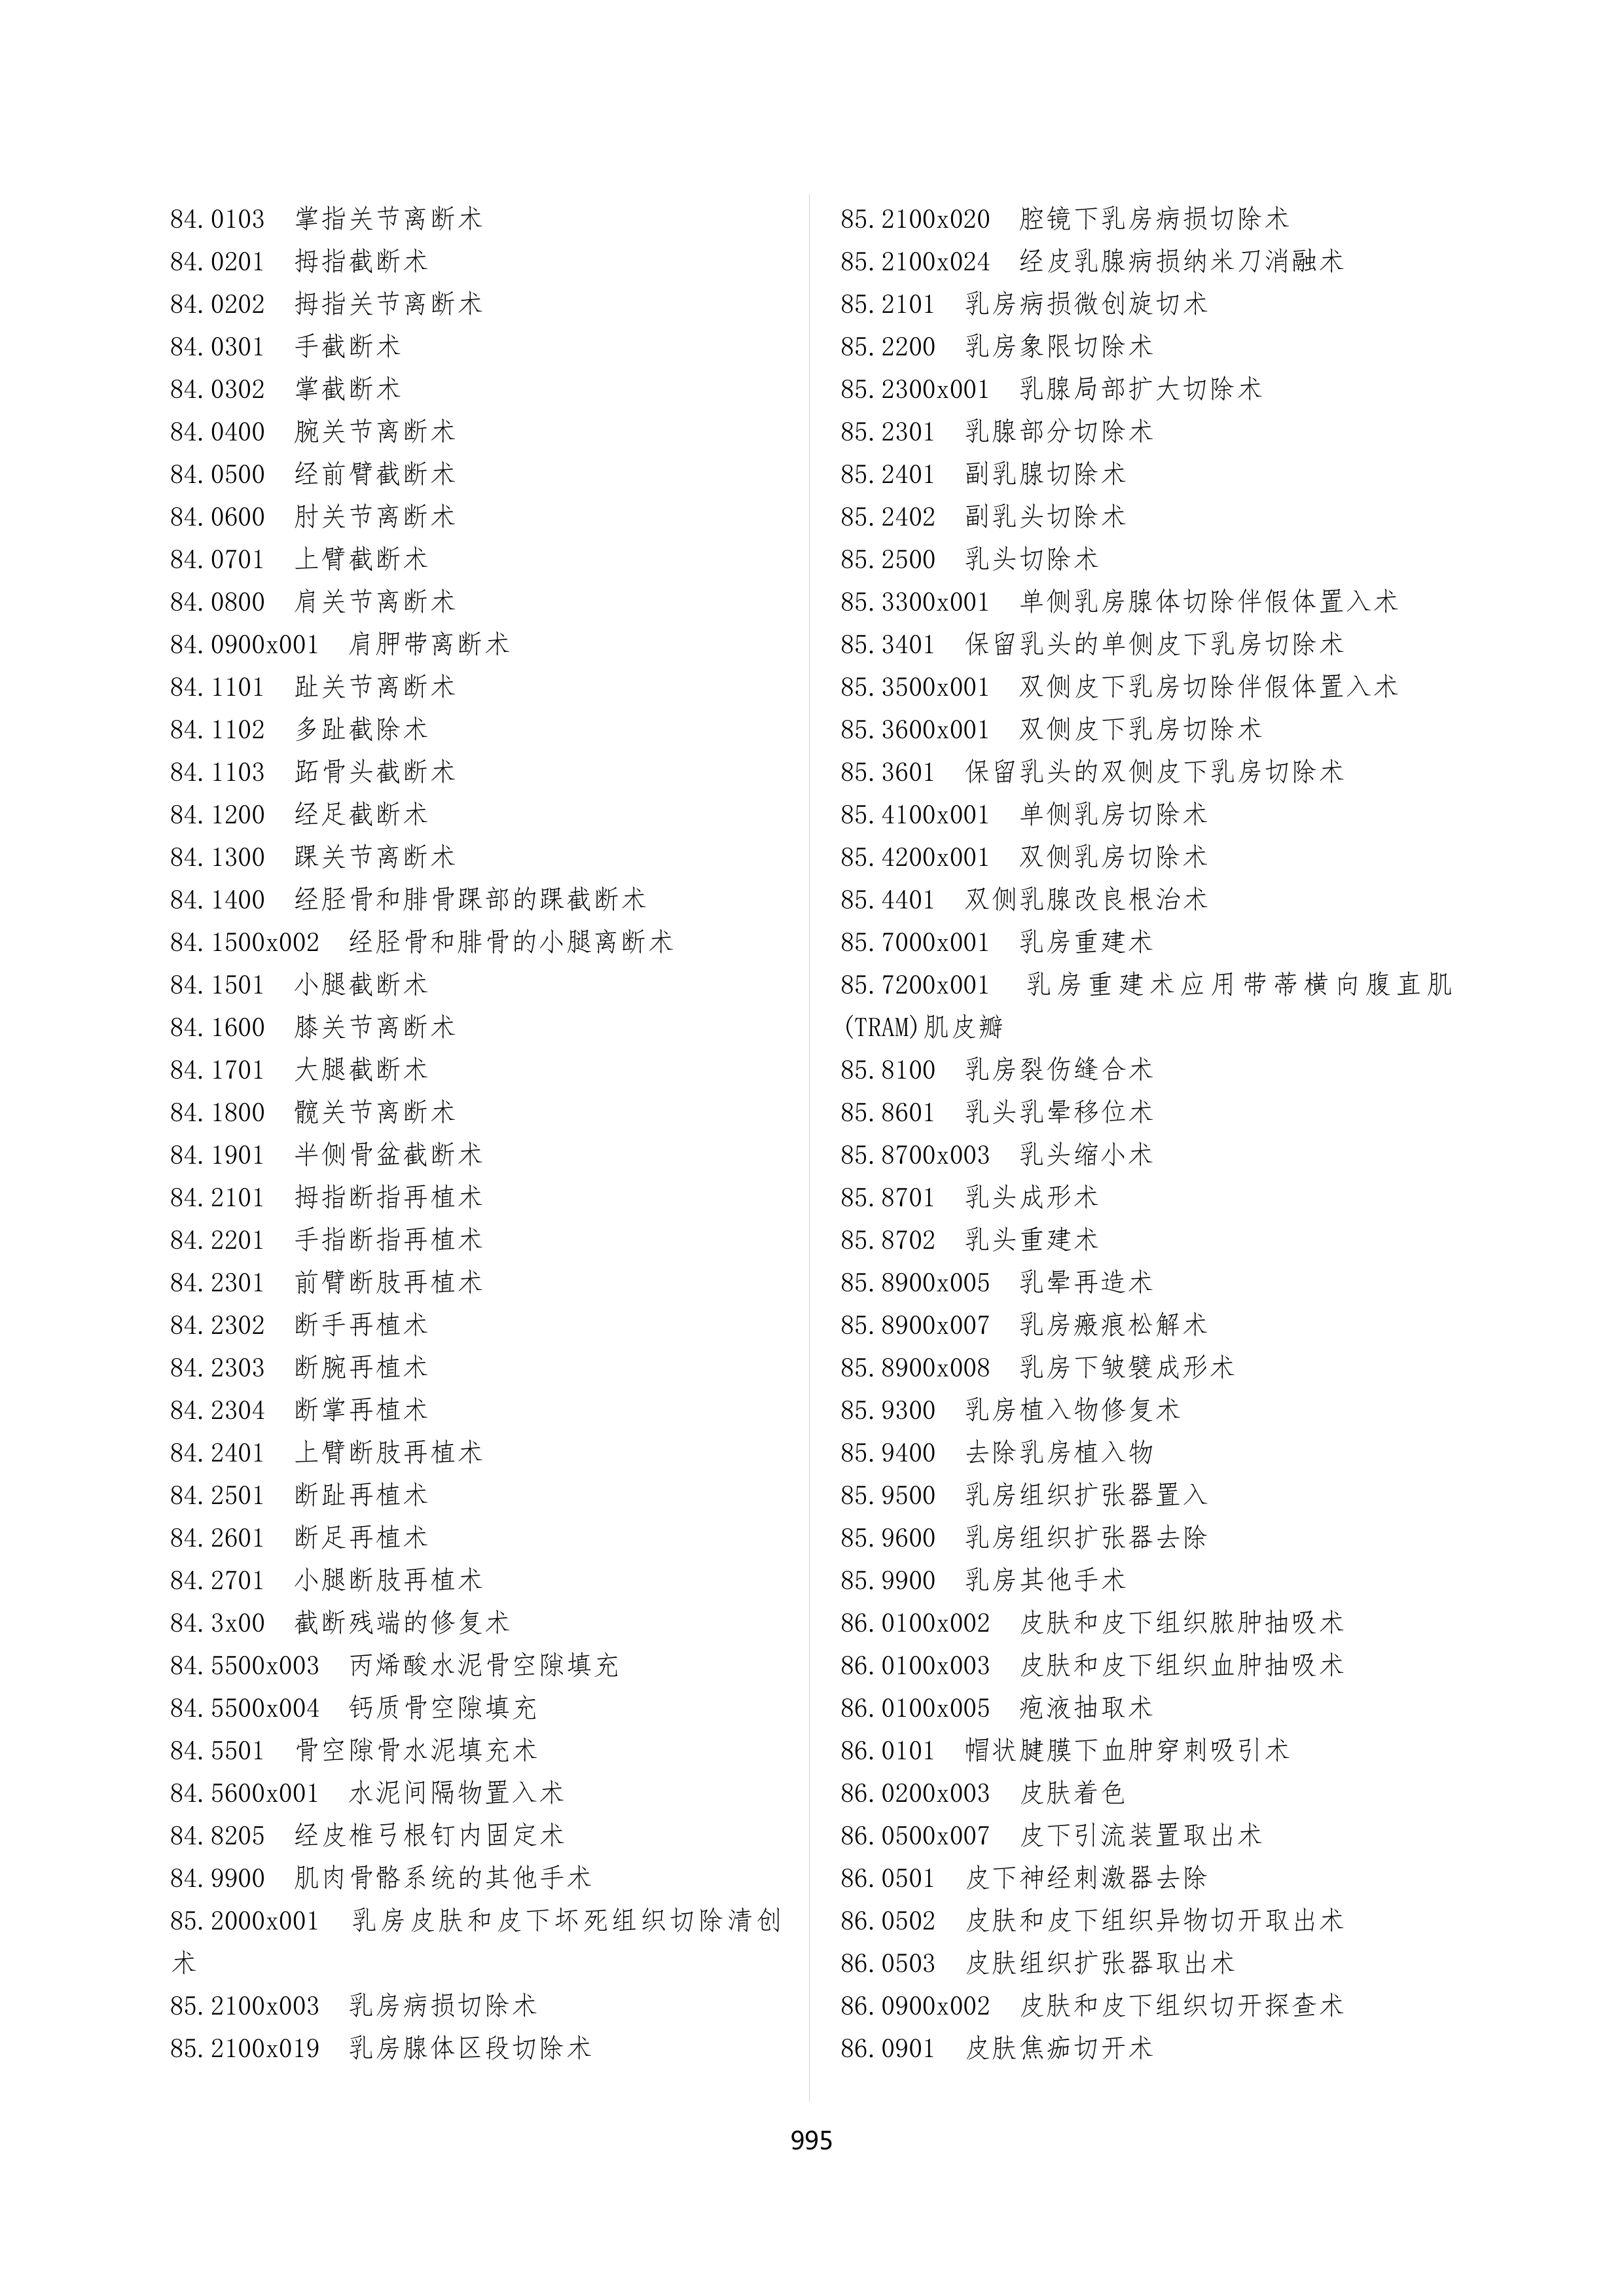 84.0103 掌指关节离断术
84.0201 拇指截断术
84.0202 拇指关节离断术
84.0301 手截断术
84.0302 掌截断术
84.0400 腕关节离断术
84.0500 经前臂截断术
84.0600 肘关节离断术
84.0701 上臂截断术
84.0800 肩关节离断术
84.0900x001 肩胛带离断术
84.1101 趾关节离断术
84.1102 多趾截除术
84.1103 跖骨头截断术
84.1200 经足截断术
84.1300 踝关节离断术
84.1400 经胫骨和腓骨踝部的踝截断术
84.1500x002 经胫骨和腓骨的小腿离断术
84.1501 小腿截断术
84.1600 膝关节离断术
84.1701 大腿截断术
84.1800 髋关节离断术
84.1901 半侧骨盆截断术
84.2101 拇指断指再植术
84.2201 手指断指再植术
84.2301 前臂断肢再植术
84.2302 断手再植术
84.2303 断腕再植术
84.2304 断掌再植术
84.2401 上臂断肢再植术
84.2501 断趾再植术
84.2601 断足再植术
84.2701 小腿断肢再植术
84.3x00 截断残端的修复术
84.5500x003 丙烯酸水泥骨空隙填充
84.5500x004 钙质骨空隙填充
84.5501 骨空隙骨水泥填充术
84.5600x001 水泥间隔物置入术
84.8205 经皮椎弓根钉内固定术
84.9900 肌肉骨骼系统的其他手术
85.2000x001 乳房皮肤和皮下坏死组织切除清创
术
85.2100x003 乳房病损切除术
85.2100x019 乳房腺体区段切除术
85.2100x020 腔镜下乳房病损切除术
85.2100x024 经皮乳腺病损纳米刀消融术
85.2101 乳房病损微创旋切术
85.2200 乳房象限切除术
85.2300x001 乳腺局部扩大切除术
85.2301 乳腺部分切除术
85.2401 副乳腺切除术
85.2402 副乳头切除术
85.2500 乳头切除术
85.3300x001 单侧乳房腺体切除伴假体置入术
85.3401 保留乳头的单侧皮下乳房切除术
85.3500x001 双侧皮下乳房切除伴假体置入术
85.3600x001 双侧皮下乳房切除术
85.3601 保留乳头的双侧皮下乳房切除术
85.4100x001 单侧乳房切除术
85.4200x001 双侧乳房切除术
85.4401 双侧乳腺改良根治术
85.7000x001 乳房重建术
85.7200x001 乳房重建术应用带蒂横向腹直肌
(TRAM)肌皮瓣
85.8100 乳房裂伤缝合术
85.8601 乳头乳晕移位术
85.8700x003 乳头缩小术
85.8701 乳头成形术
85.8702 乳头重建术
85.8900x005 乳晕再造术
85.8900x007 乳房瘢痕松解术
85.8900x008 乳房下皱襞成形术
85.9300 乳房植入物修复术
85.9400 去除乳房植入物
85.9500 乳房组织扩张器置入
85.9600 乳房组织扩张器去除
85.9900 乳房其他手术
86.0100x002 皮肤和皮下组织脓肿抽吸术
86.0100x003 皮肤和皮下组织血肿抽吸术
86.0100x005 疱液抽取术
86.0101 帽状腱膜下血肿穿刺吸引术
86.0200x003 皮肤着色
86.0500x007 皮下引流装置取出术
86.0501 皮下神经刺激器去除
86.0502 皮肤和皮下组织异物切开取出术
86.0503 皮肤组织扩张器取出术
86.0900x002 皮肤和皮下组织切开探查术
86.0901 皮肤焦痂切开术
995